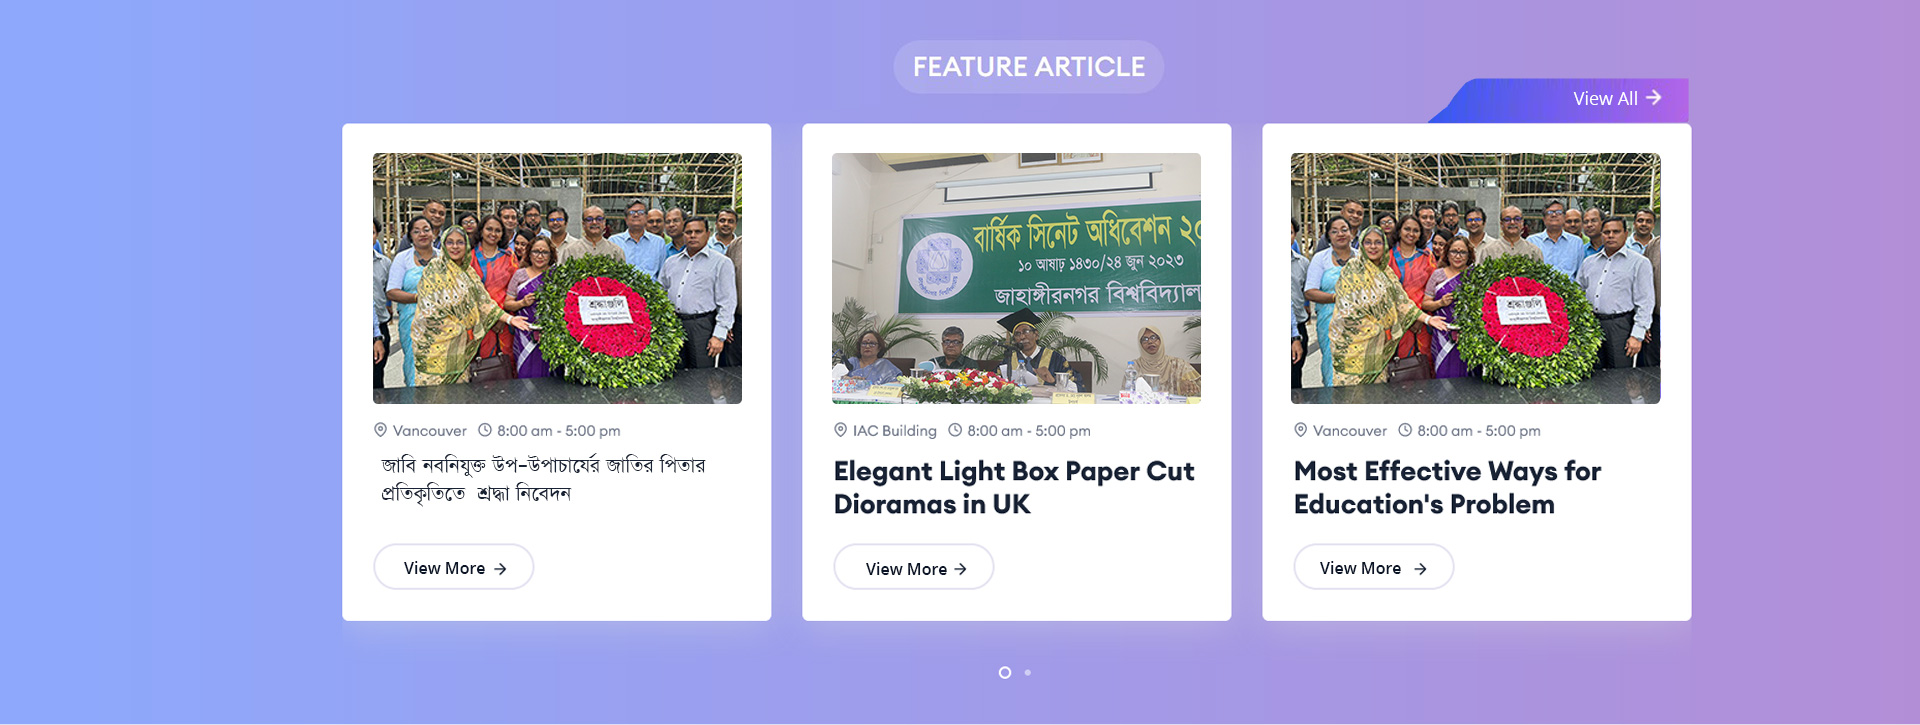 FEATURE ARTICLE
View All
শ্রদ্ধাঞ্জলি
বার্ষিক সিনেট অধিবেশন ২০
১০ আষাঢ় ১৪৩০/২৪ জুন ২০২৩
জাহাঙ্গীরনগর বিশ্ববিদ্যাল
শ্রদ্ধাঞ্জলি
Vancouver 8:00 am - 5:00 pm
জাবি নবনিযুক্ত উপ-উপাচার্যের জাতির পিতার
প্রতিকৃতিতে শ্রদ্ধা নিবেদন
View More
IAC Building 8:00 am - 5:00 pm
Elegant Light Box Paper Cut
Dioramas in UK
View More
Vancouver 8:00 am - 5:00 pm
Most Effective Ways for
Education's Problem
View More